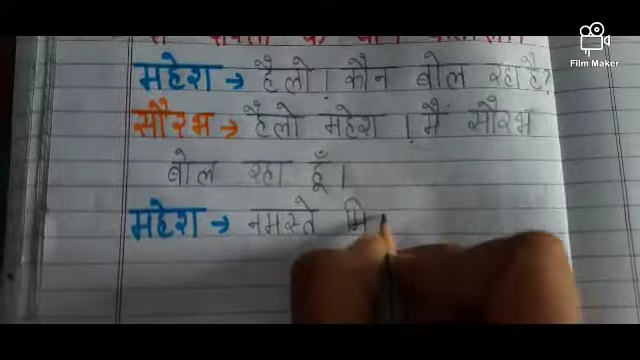 Film Maker
महेश → हैलो! कौन बोल रहा है?
सौरभ → हैलो महेश ! मैं सौरभ
बोल रहा हूँ।
महेश → नमस्ते मि